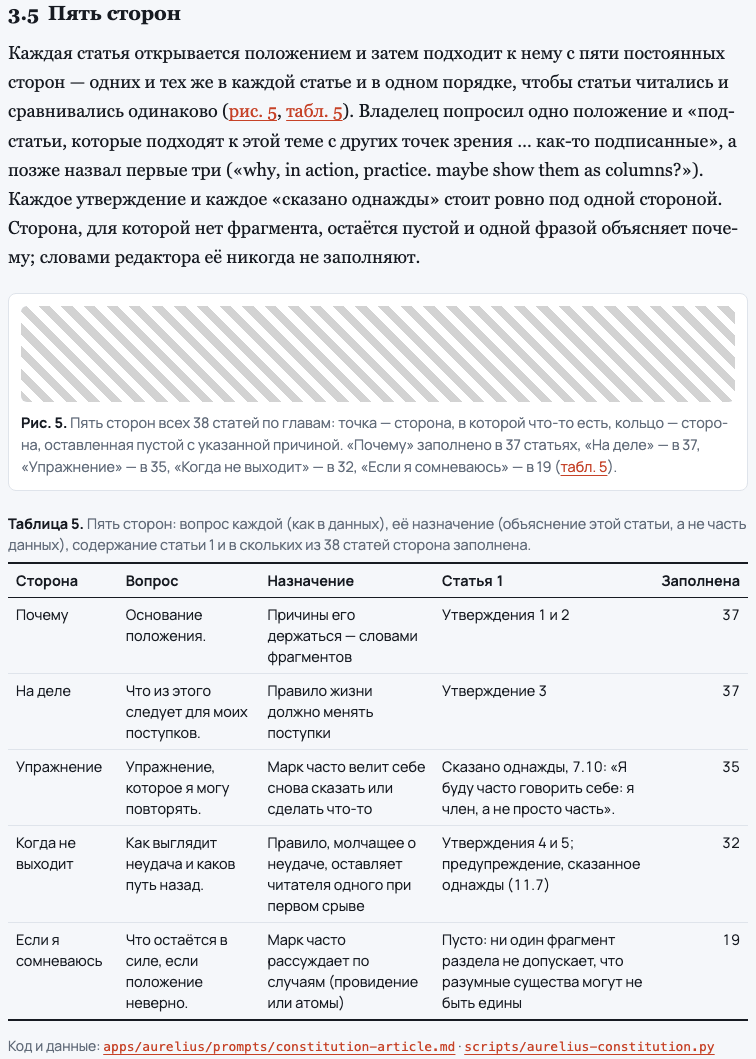 3.5 Пять сторон
Каждая статья открывается положением и затем подходит к нему с пяти постоянных
сторон — одних и тех же в каждой статье и в одном порядке, чтобы статьи читались и
сравнивались одинаково (рис. 5, табл. 5). Владелец попросил одно положение и «под-
статьи, которые подходят к этой теме с других точек зрения ... как-то подписанные», а
позже назвал первые три («why, in action, practice. maybe show them as columns?»).
Каждое утверждение и каждое «сказано однажды» стоит ровно под одной стороной.
Сторона, для которой нет фрагмента, остаётся пустой и одной фразой объясняет поче-
му; словами редактора её никогда не заполняют.
Рис. 5. Пять сторон всех 38 статей по главам: точка — сторона, в которой что-то есть, кольцо — сторо-
на, оставленная пустой с указанной причиной. «Почему» заполнено в 37 статьях, «На деле» — в 37,
«Упражнение» — в 35, «Когда не выходит» — в 32, «Если я сомневаюсь» — в 19 (табл. 5).
Таблица 5. Пять сторон: вопрос каждой (как в данных), её назначение (объяснение этой статьи, а не часть
данных), содержание статьи 1 и в скольких из 38 статей сторона заполнена.
Сторона Вопрос Назначение Статья 1 Заполнена
Почему Основание Причины его Утверждения 1 и 2 37
положения. держаться — словами
фрагментов
На деле Что из этого Правило жизни Утверждение 3 37
следует для моих должно менять
поступков. поступки
Упражнение Упражнение, Марк часто велит себе Сказано однажды, 7.10: «Я 35
которое я могу снова сказать или буду часто говорить себе: я
повторять. сделать что-то член, а не просто часть».
Когда не Как выглядит Правило, молчащее о Утверждения 4 и 5; 32
выходит неудача и каков неудаче, оставляет предупреждение, сказанное
путь назад. читателя одного при однажды (11.7)
первом срыве
Если я Что остаётся в Марк часто Пусто: ни один фрагмент 19
сомневаюсь силе, если рассуждает по раздела не допускает, что
положение случаям (провидение разумные существа могут не
неверно. или атомы) быть едины
Код и данные: apps/aurelius/prompts/constitution-article.md · scripts/aurelius-constitution.py